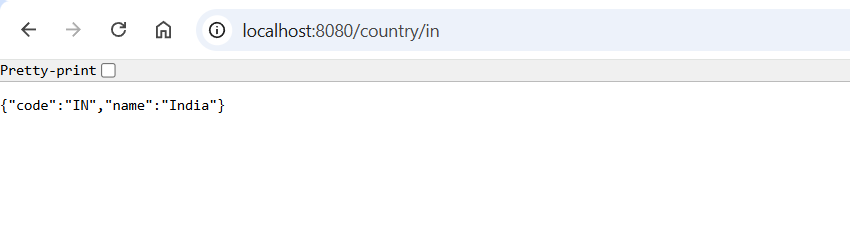 localhost:8080/country/in
Pretty-print
{"code":"IN","name":"India"}